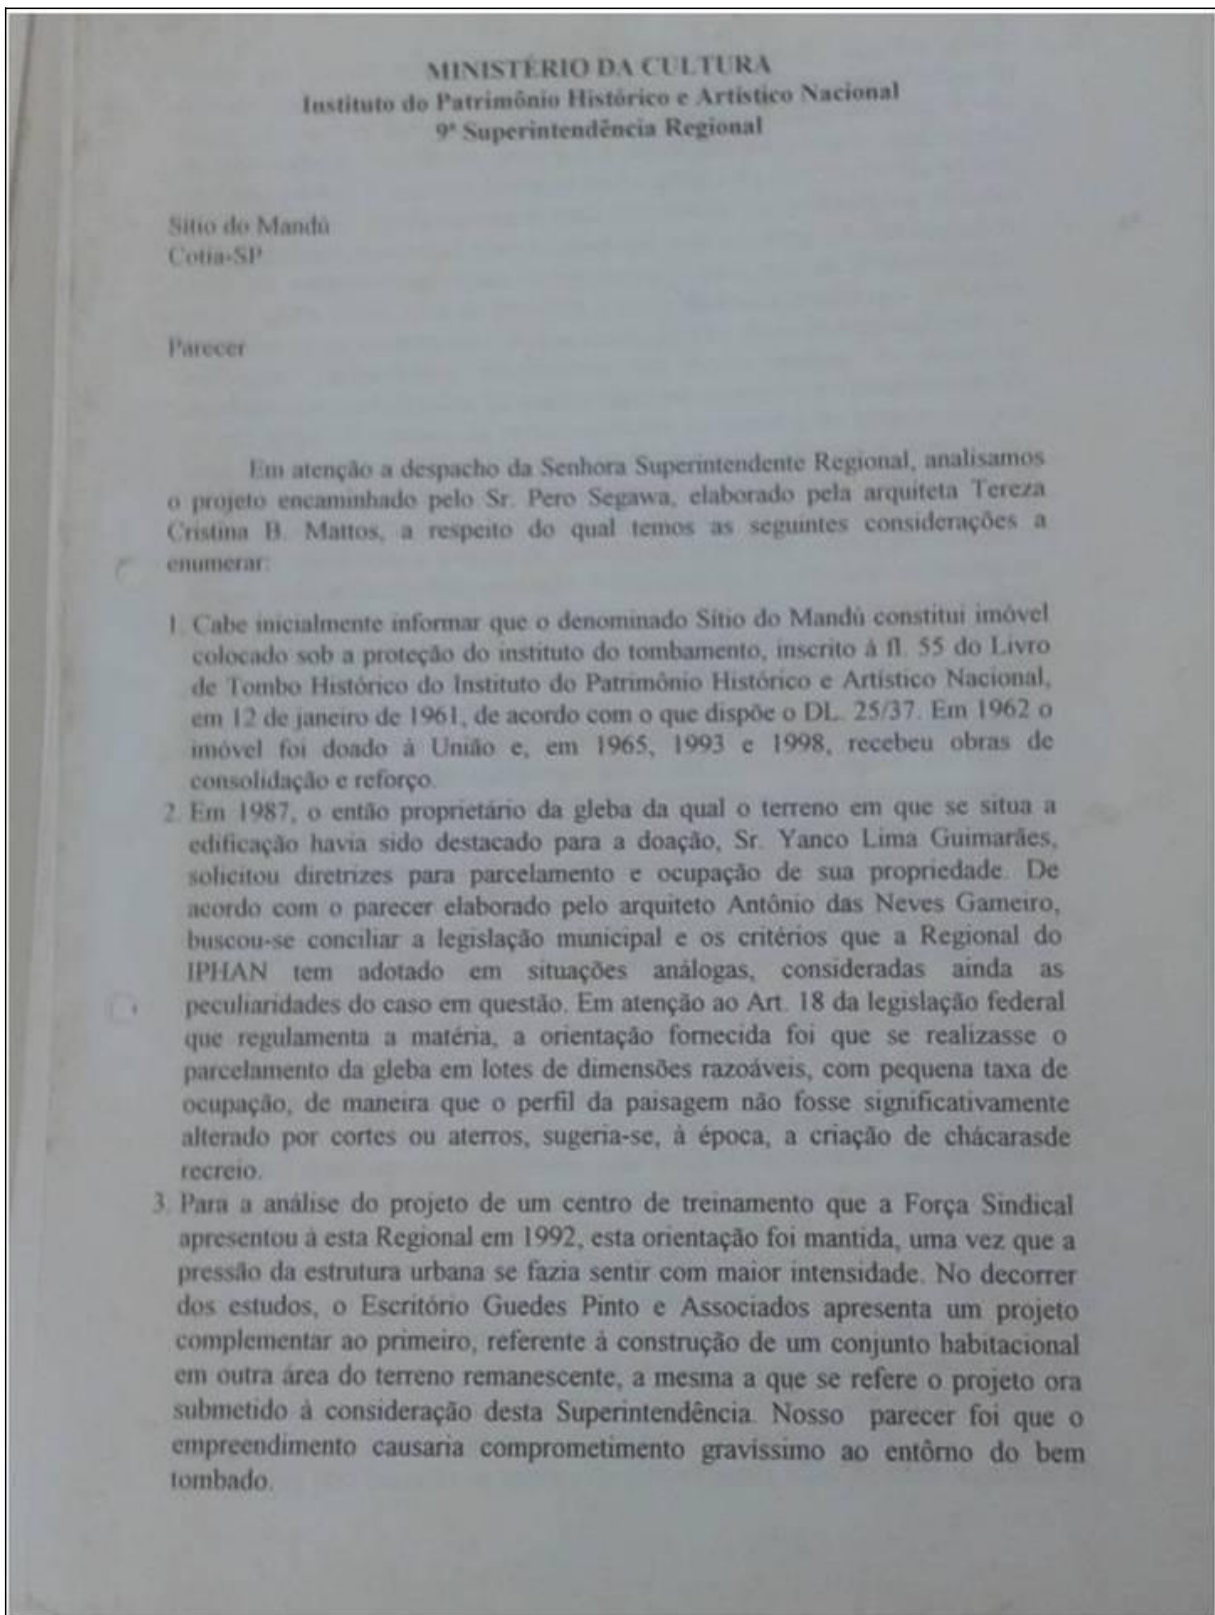 MINISTÉRIO DA CULTURA
Instituto do Patrimônio Histórico e Artístico Nacional
9ª Superintendência Regional
Sítio do Mandú
Cotia-SP
Parecer
Em atenção a despacho da Senhora Superintendente Regional, analisamos
o projeto encaminhado pelo Sr. Pero Segawa, elaborado pela arquiteta Tereza
Cristina B. Mattos, a respeito do qual temos as seguintes considerações a
enumerar:
1. Cabe inicialmente informar que o denominado Sítio do Mandú constitui imóvel
colocado sob a proteção do instituto do tombamento, inscrito à fl. 55 do Livro
de Tombo Histórico do Instituto do Patrimônio Histórico e Artístico Nacional,
em 12 de janeiro de 1961, de acordo com o que dispõe o DL. 25/37. Em 1962 o
imóvel foi doado à União e, em 1965, 1993 e 1998, recebeu obras de
consolidação e reforço.
2. Em 1987, o então proprietário da gleba da qual o terreno em que se situa a
edificação havia sido destacado para a doação, Sr. Yanco Lima Guimarães,
solicitou diretrizes para parcelamento e ocupação de sua propriedade. De
acordo com o parecer elaborado pelo arquiteto Antônio das Neves Gameiro,
buscou-se conciliar a legislação municipal e os critérios que a Regional do
IPHAN tem adotado em situações análogas, consideradas ainda as
peculiaridades do caso em questão. Em atenção ao Art. 18 da legislação federal
que regulamenta a matéria, a orientação fornecida foi que se realizasse o
parcelamento da gleba em lotes de dimensões razoáveis, com pequena taxa de
ocupação, de maneira que o perfil da paisagem não fosse significativamente
alterado por cortes ou aterros, sugeria-se, à época, a criação de chácarasde
recreio.
3. Para a análise do projeto de um centro de treinamento que a Força Sindical
apresentou à esta Regional em 1992, esta orientação foi mantida, uma vez que a
pressão da estrutura urbana se fazia sentir com maior intensidade. No decorrer
dos estudos, o Escritório Guedes Pinto e Associados apresenta um projeto
complementar ao primeiro, referente à construção de um conjunto habitacional
em outra área do terreno remanescente, a mesma a que se refere o projeto ora
submetido à consideração desta Superintendência. Nosso parecer foi que o
empreendimento causaria comprometimento gravíssimo ao entôrno do bem
tombado.